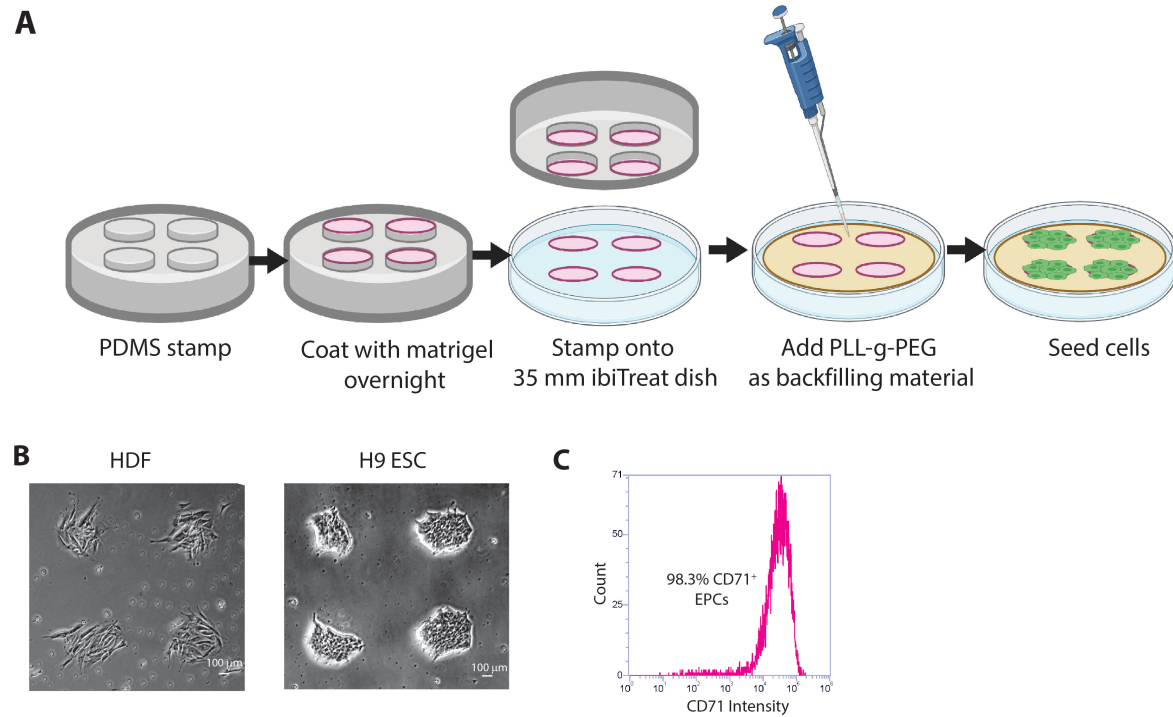 A
PDMS stamp
Coat with matrigel
overnight
Stamp onto
35 mm ibiTreat dish
Add PLL-g-PEG
as backfilling material
Seed cells
B
HDF
H9 ESC
100 µm
100 µm
C
71
50
25
0
Count
98.3% CD71⁺
EPCs
10⁰ 10¹ 10² 10³ 10⁴ 10⁵ 10⁶
CD71 Intensity